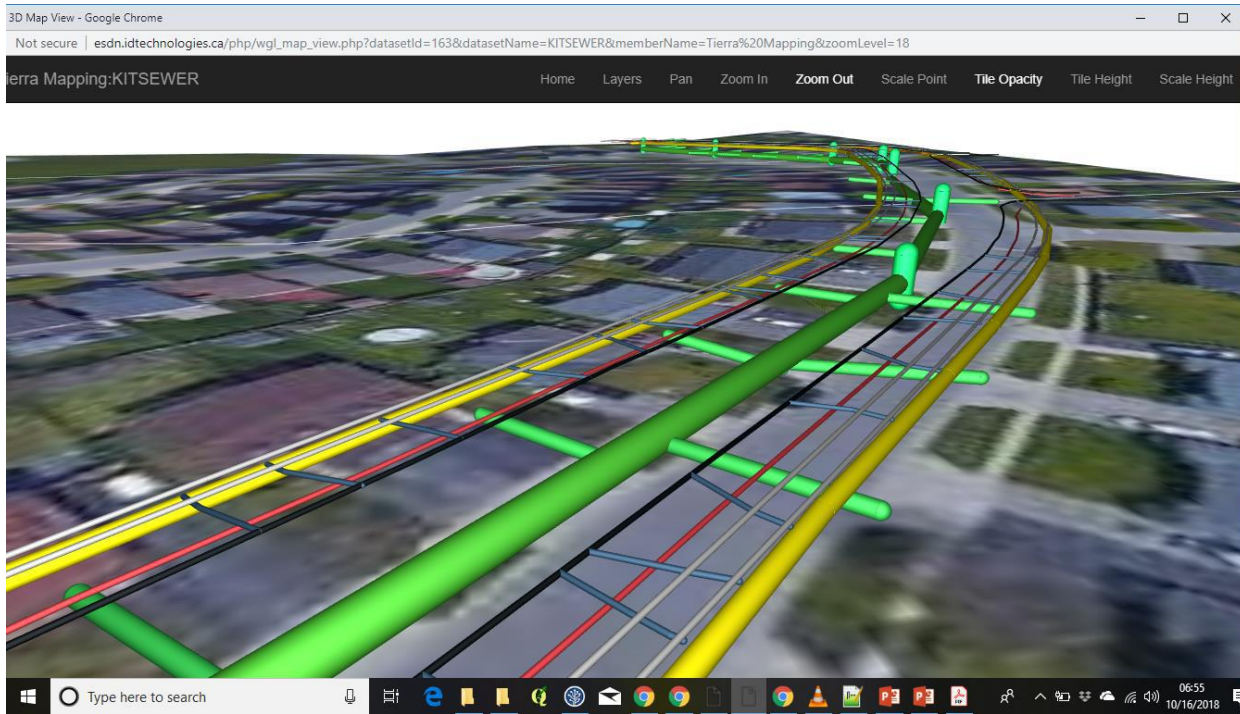 3D Map View - Google Chrome
Not secure | esdn.idtechnologies.ca/php/wgl_map_view.php?datasetId=163&datasetName=KITSEWER&memberName=Tierra%20Mapping&zoomLevel=18
ierra Mapping:KITSEWER Home Layers Pan Zoom In Zoom Out Scale Point Tile Opacity Tile Height Scale Height
Type here to search
06:55
10/16/2018